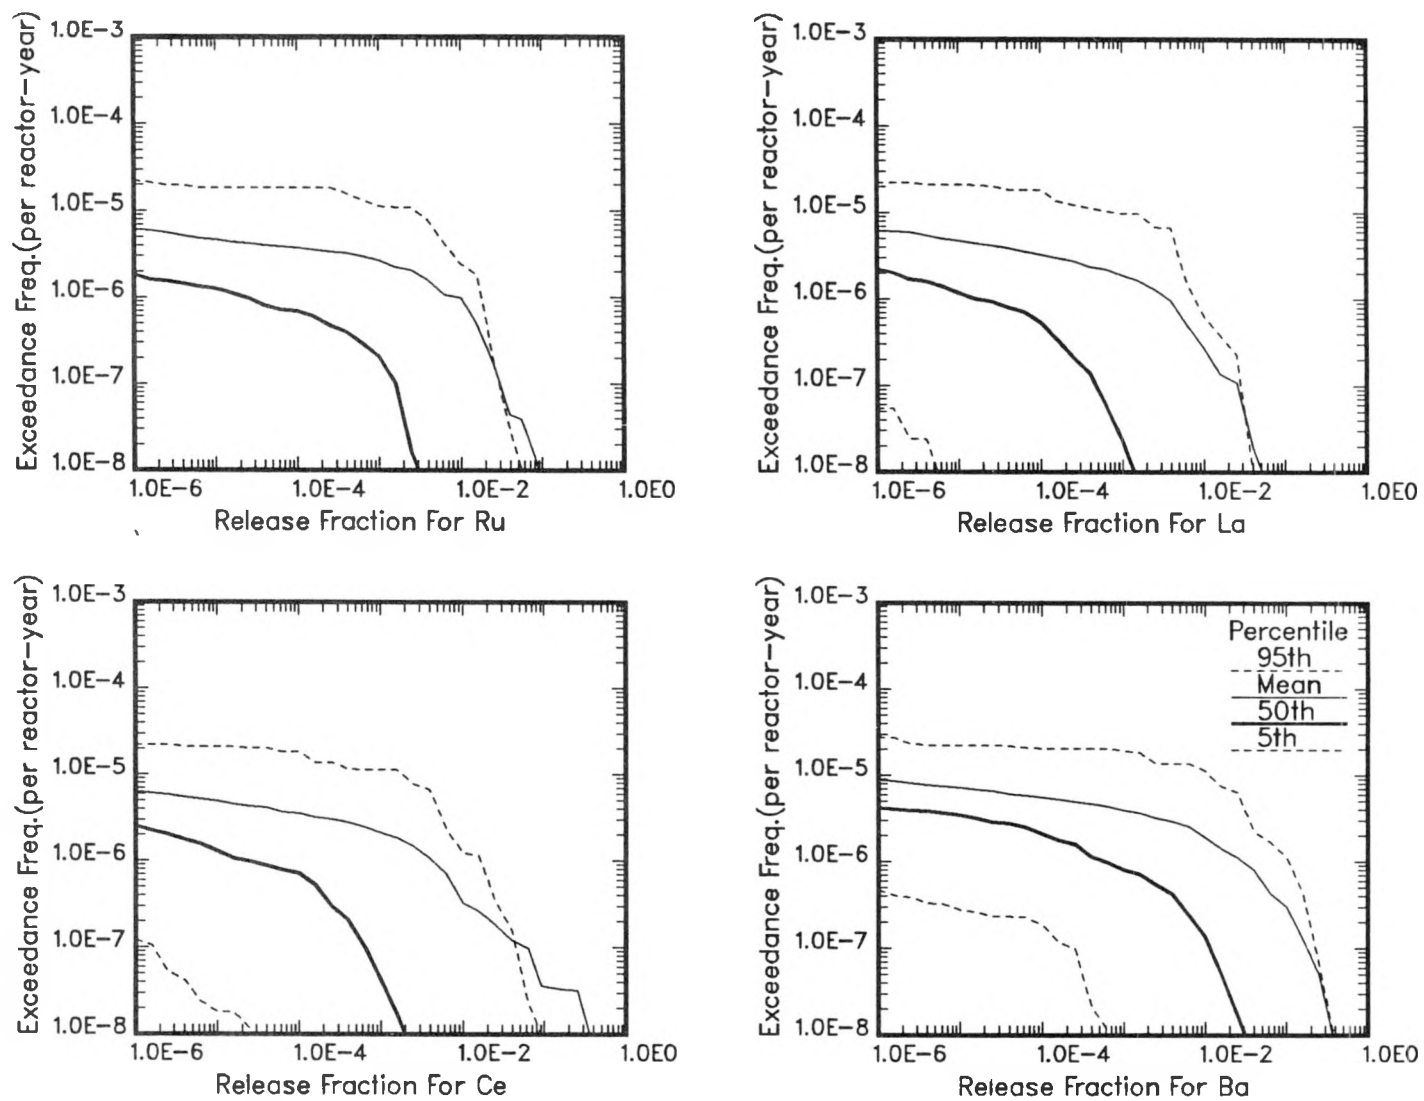 Exceedance Freq.(per reactor-year)
1.0E-3
1.0E-4
1.0E-5
1.0E-6
1.0E-7
1.0E-8
1.0E-6 1.0E-4 1.0E-2 1.0E0
Release Fraction For Ru
Exceedance Freq.(per reactor-year)
1.0E-3
1.0E-4
1.0E-5
1.0E-6
1.0E-7
1.0E-8
1.0E-6 1.0E-4 1.0E-2 1.0E0
Release Fraction For La
Exceedance Freq.(per reactor-year)
1.0E-3
1.0E-4
1.0E-5
1.0E-6
1.0E-7
1.0E-8
1.0E-6 1.0E-4 1.0E-2 1.0E0
Release Fraction For Ce
Exceedance Freq.(per reactor-year)
1.0E-3
1.0E-4
1.0E-5
1.0E-6
1.0E-7
1.0E-8
Percentile
95th
Mean
50th
5th
1.0E-6 1.0E-4 1.0E-2 1.0E0
Release Fraction For Ba